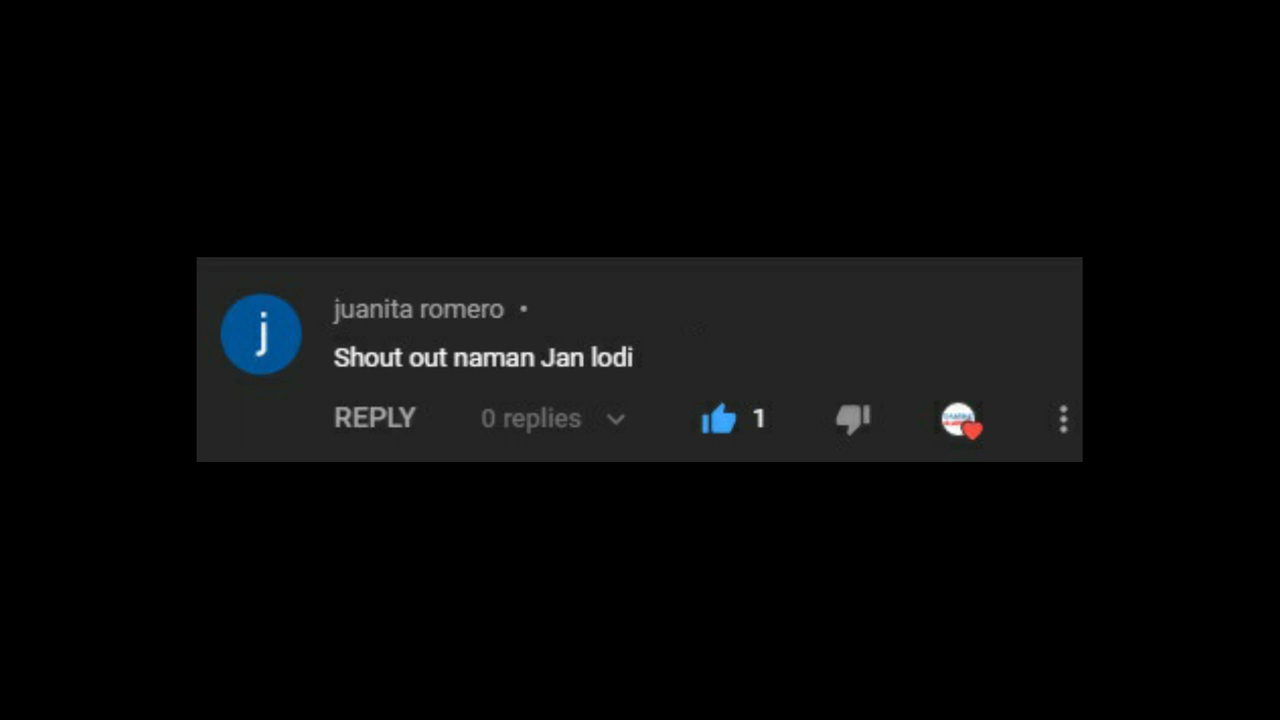 j
juanita romero •
Shout out naman Jan lodi
REPLY 0 replies 1